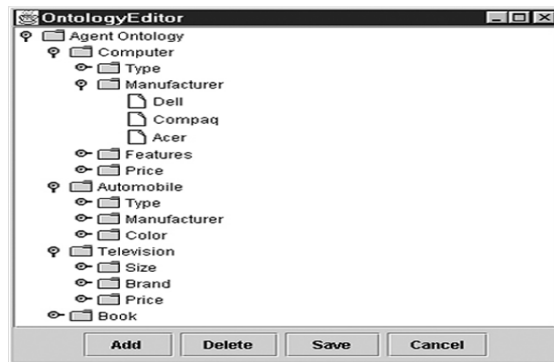 OntologyEditor
Agent Ontology
Computer
Type
Manufacturer
Dell
Compaq
Acer
Features
Price
Automobile
Type
Manufacturer
Color
Television
Size
Brand
Price
Book
Add Delete Save Cancel